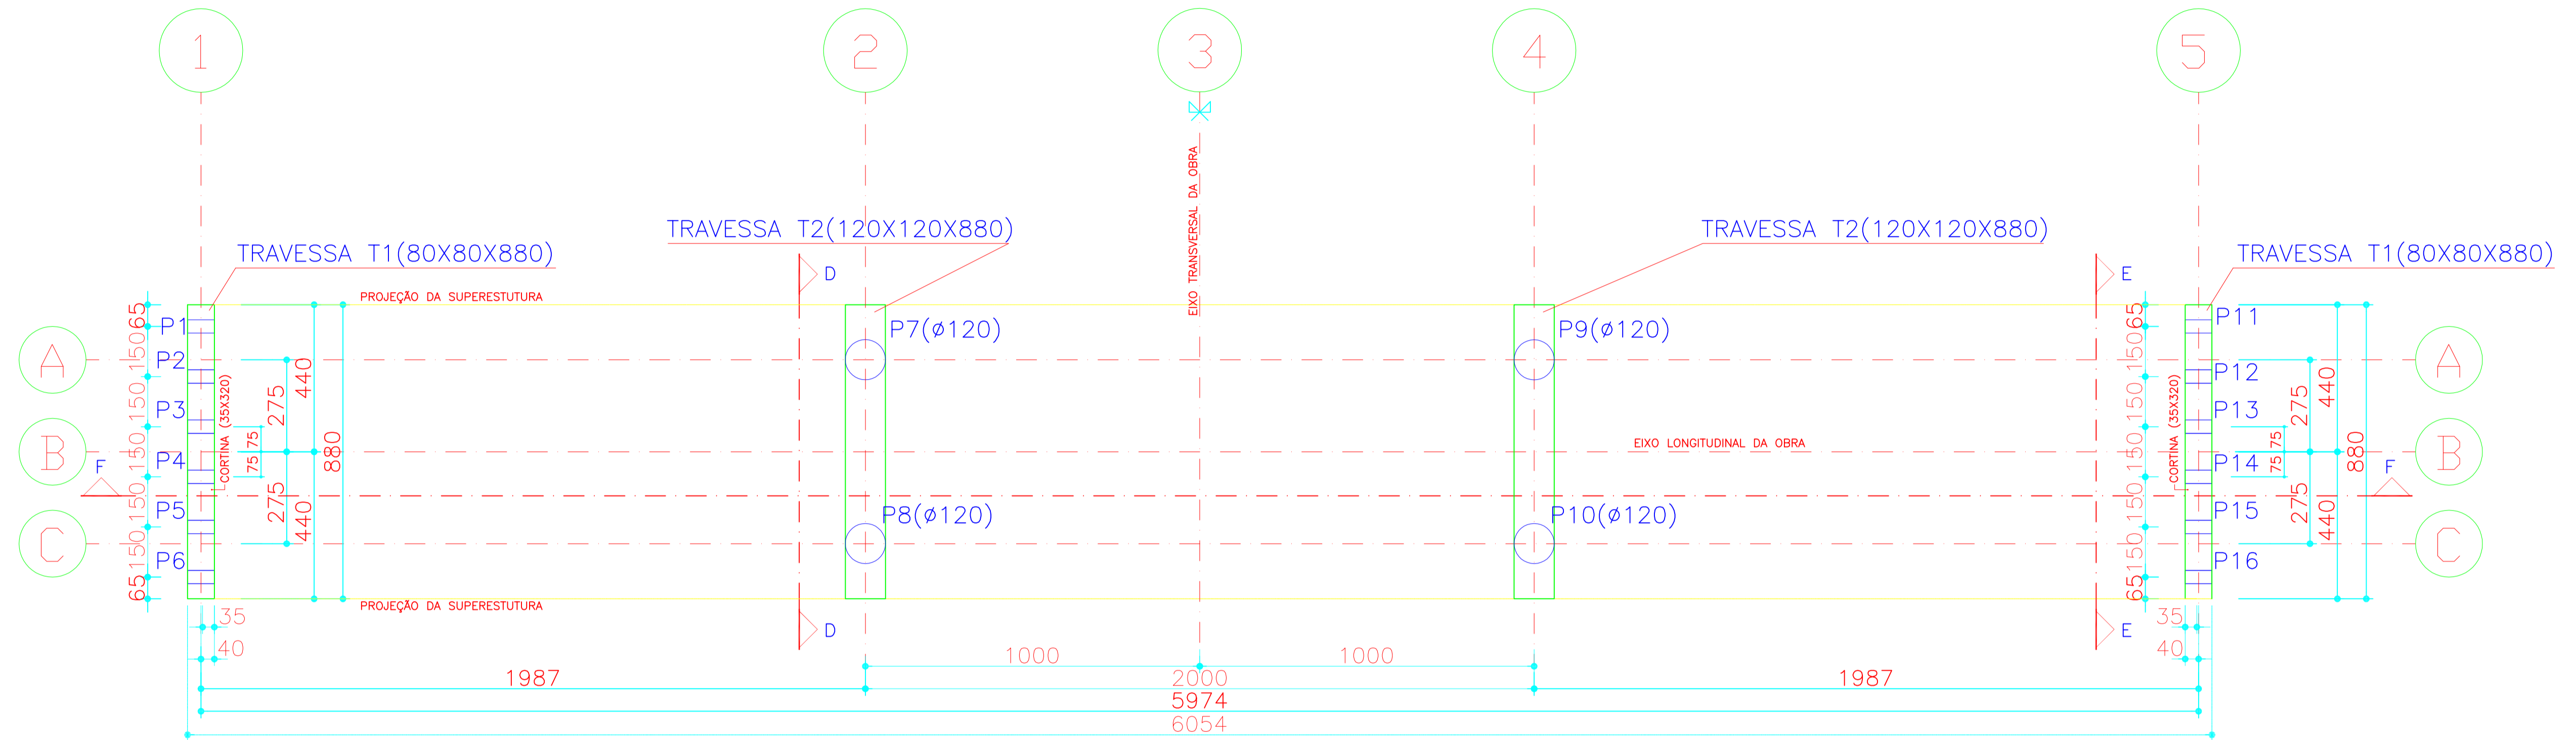 1
2
3
4
5
EIXO TRANSVERSAL DA OBRA
TRAVESSA T1(80X80X880)
TRAVESSA T2(120X120X880)
TRAVESSA T2(120X120X880)
TRAVESSA T1(80X80X880)
D
E
PROJEÇÃO DA SUPERESTUTURA
65
150
150
150
150
150
65
P1
P2
P3
P4
P5
P6
CORTINA (35X320)
75
75
275
275
440
440
880
A
B
C
F
P7(ø120)
P8(ø120)
P9(ø120)
P10(ø120)
EIXO LONGITUDINAL DA OBRA
65
150
150
150
150
150
65
CORTINA (35X320)
P11
P12
P13
P14
P15
P16
75
75
275
275
440
440
880
F
A
B
C
PROJEÇÃO DA SUPERESTUTURA
D
E
35
40
35
40
1000
1000
1987
2000
1987
5974
6054